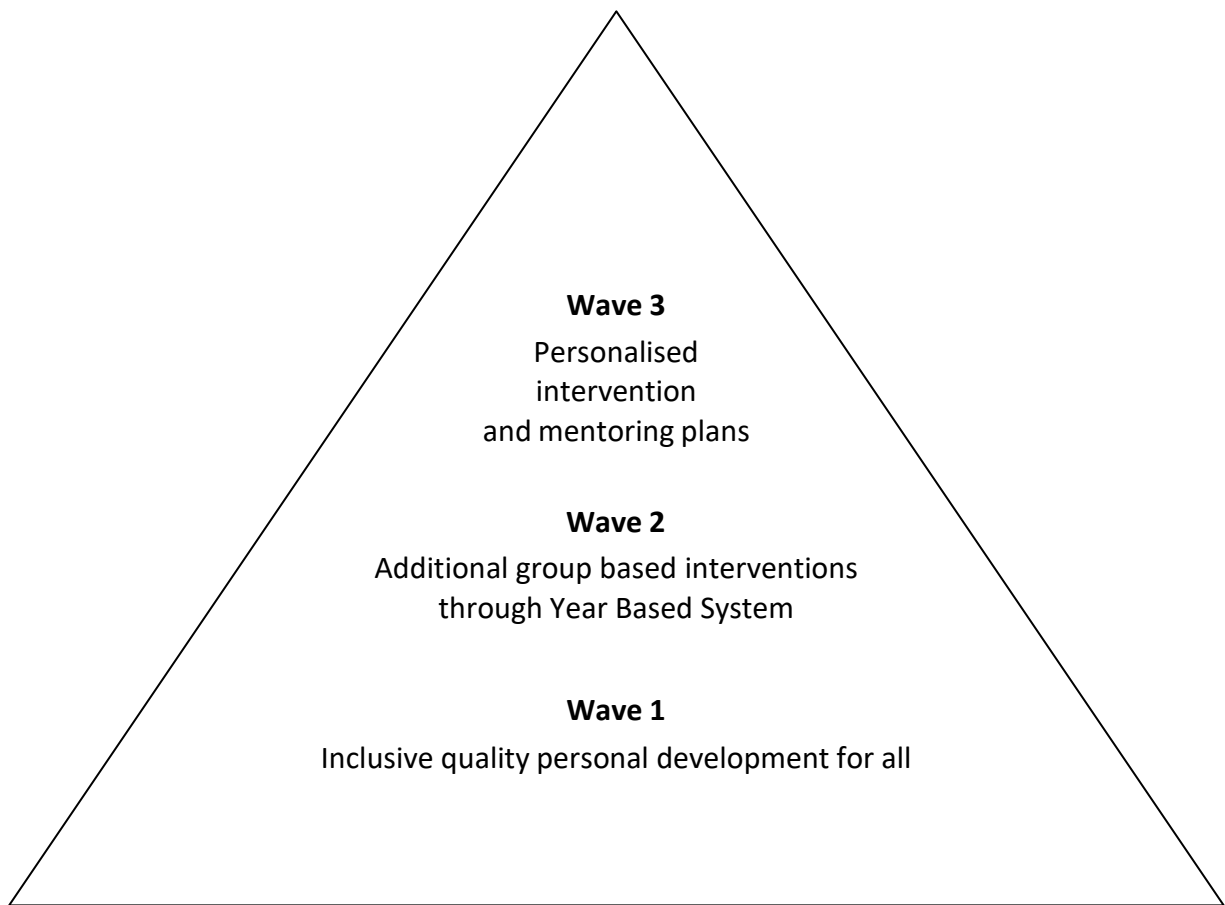 Wave 3
Personalised
intervention
and mentoring plans
Wave 2
Additional group based interventions
through Year Based System
Wave 1
Inclusive quality personal development for all